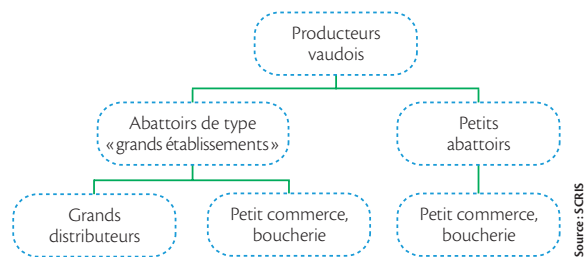 Producteurs
vaudois
Abattoirs de type
«grands établissements»
Petits
abattoirs
Grands
distributeurs
Petit commerce,
boucherie
Petit commerce,
boucherie
Source: SCRIS